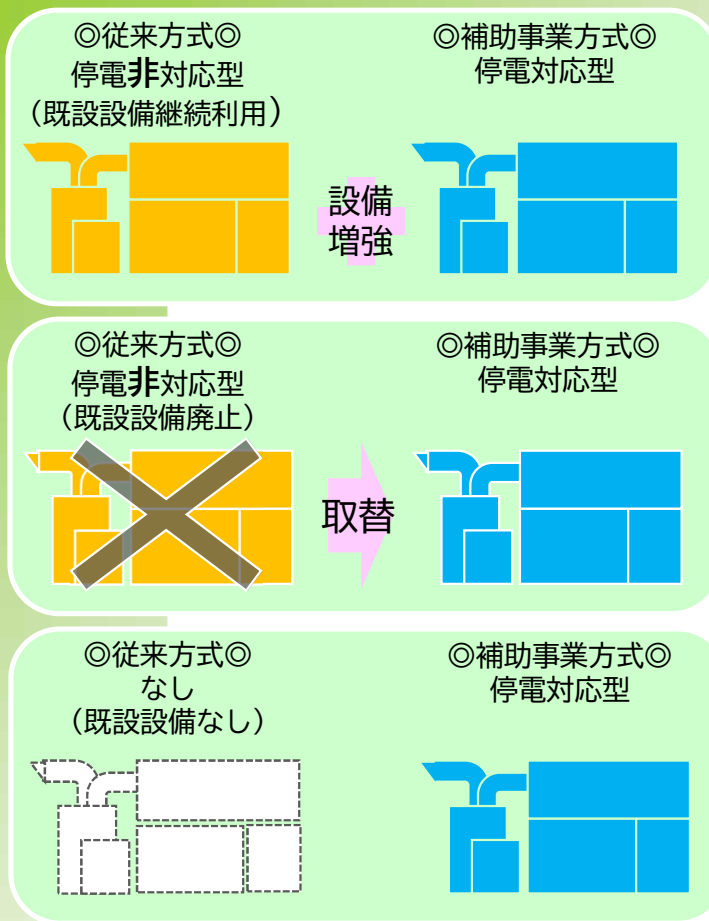 ◎従来方式◎
停電非対応型
（既設設備継続利用）
設備
増強
◎補助事業方式◎
停電対応型
◎従来方式◎
停電非対応型
（既設設備廃止）
取替
◎補助事業方式◎
停電対応型
◎従来方式◎
なし
（既設設備なし）
◎補助事業方式◎
停電対応型